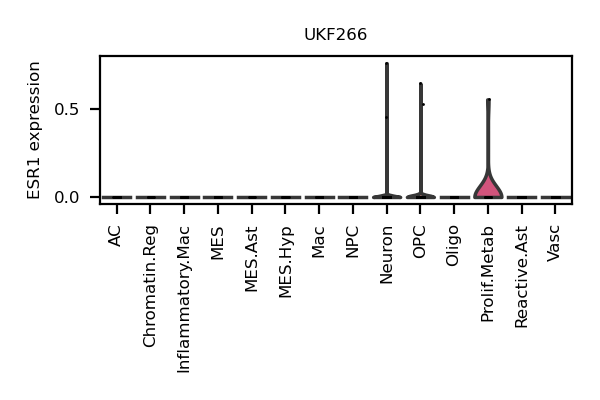 UKF266
ESR1 expression
0.5
0.0
AC
Chromatin.Reg
Inflammatory.Mac
MES
MES.Ast
MES.Hyp
Mac
NPC
Neuron
OPC
Oligo
Prolif.Metab
Reactive.Ast
Vasc